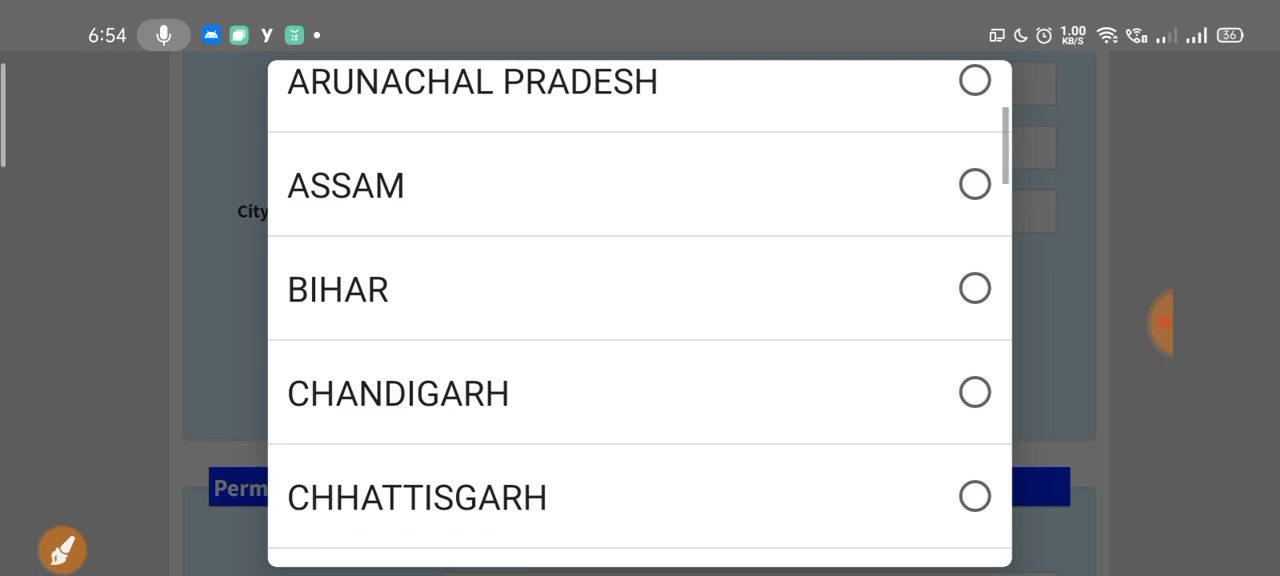 6:54
y
1.00
KB/S
36
ARUNACHAL PRADESH
ASSAM
City
BIHAR
CHANDIGARH
CHHATTISGARH
Perm